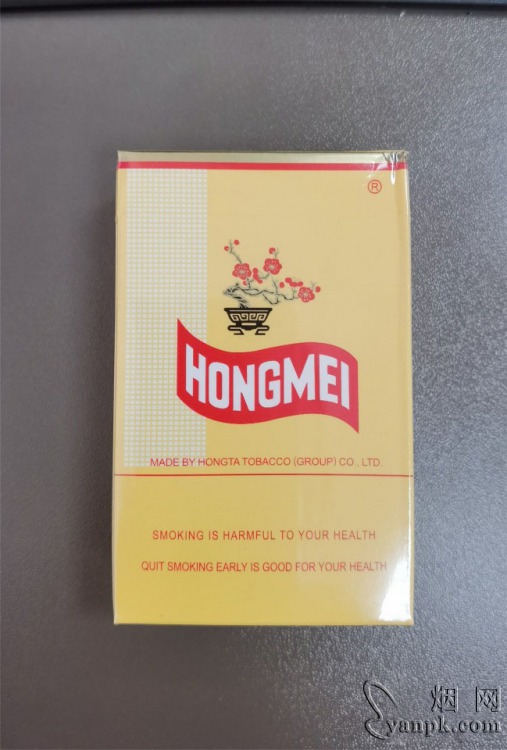 ®
HONGMEI
MADE BY HONGTA TOBACCO (GROUP) CO., LTD.
SMOKING IS HARMFUL TO YOUR HEALTH
QUIT SMOKING EARLY IS GOOD FOR YOUR HEALTH
烟网
yanpk.com